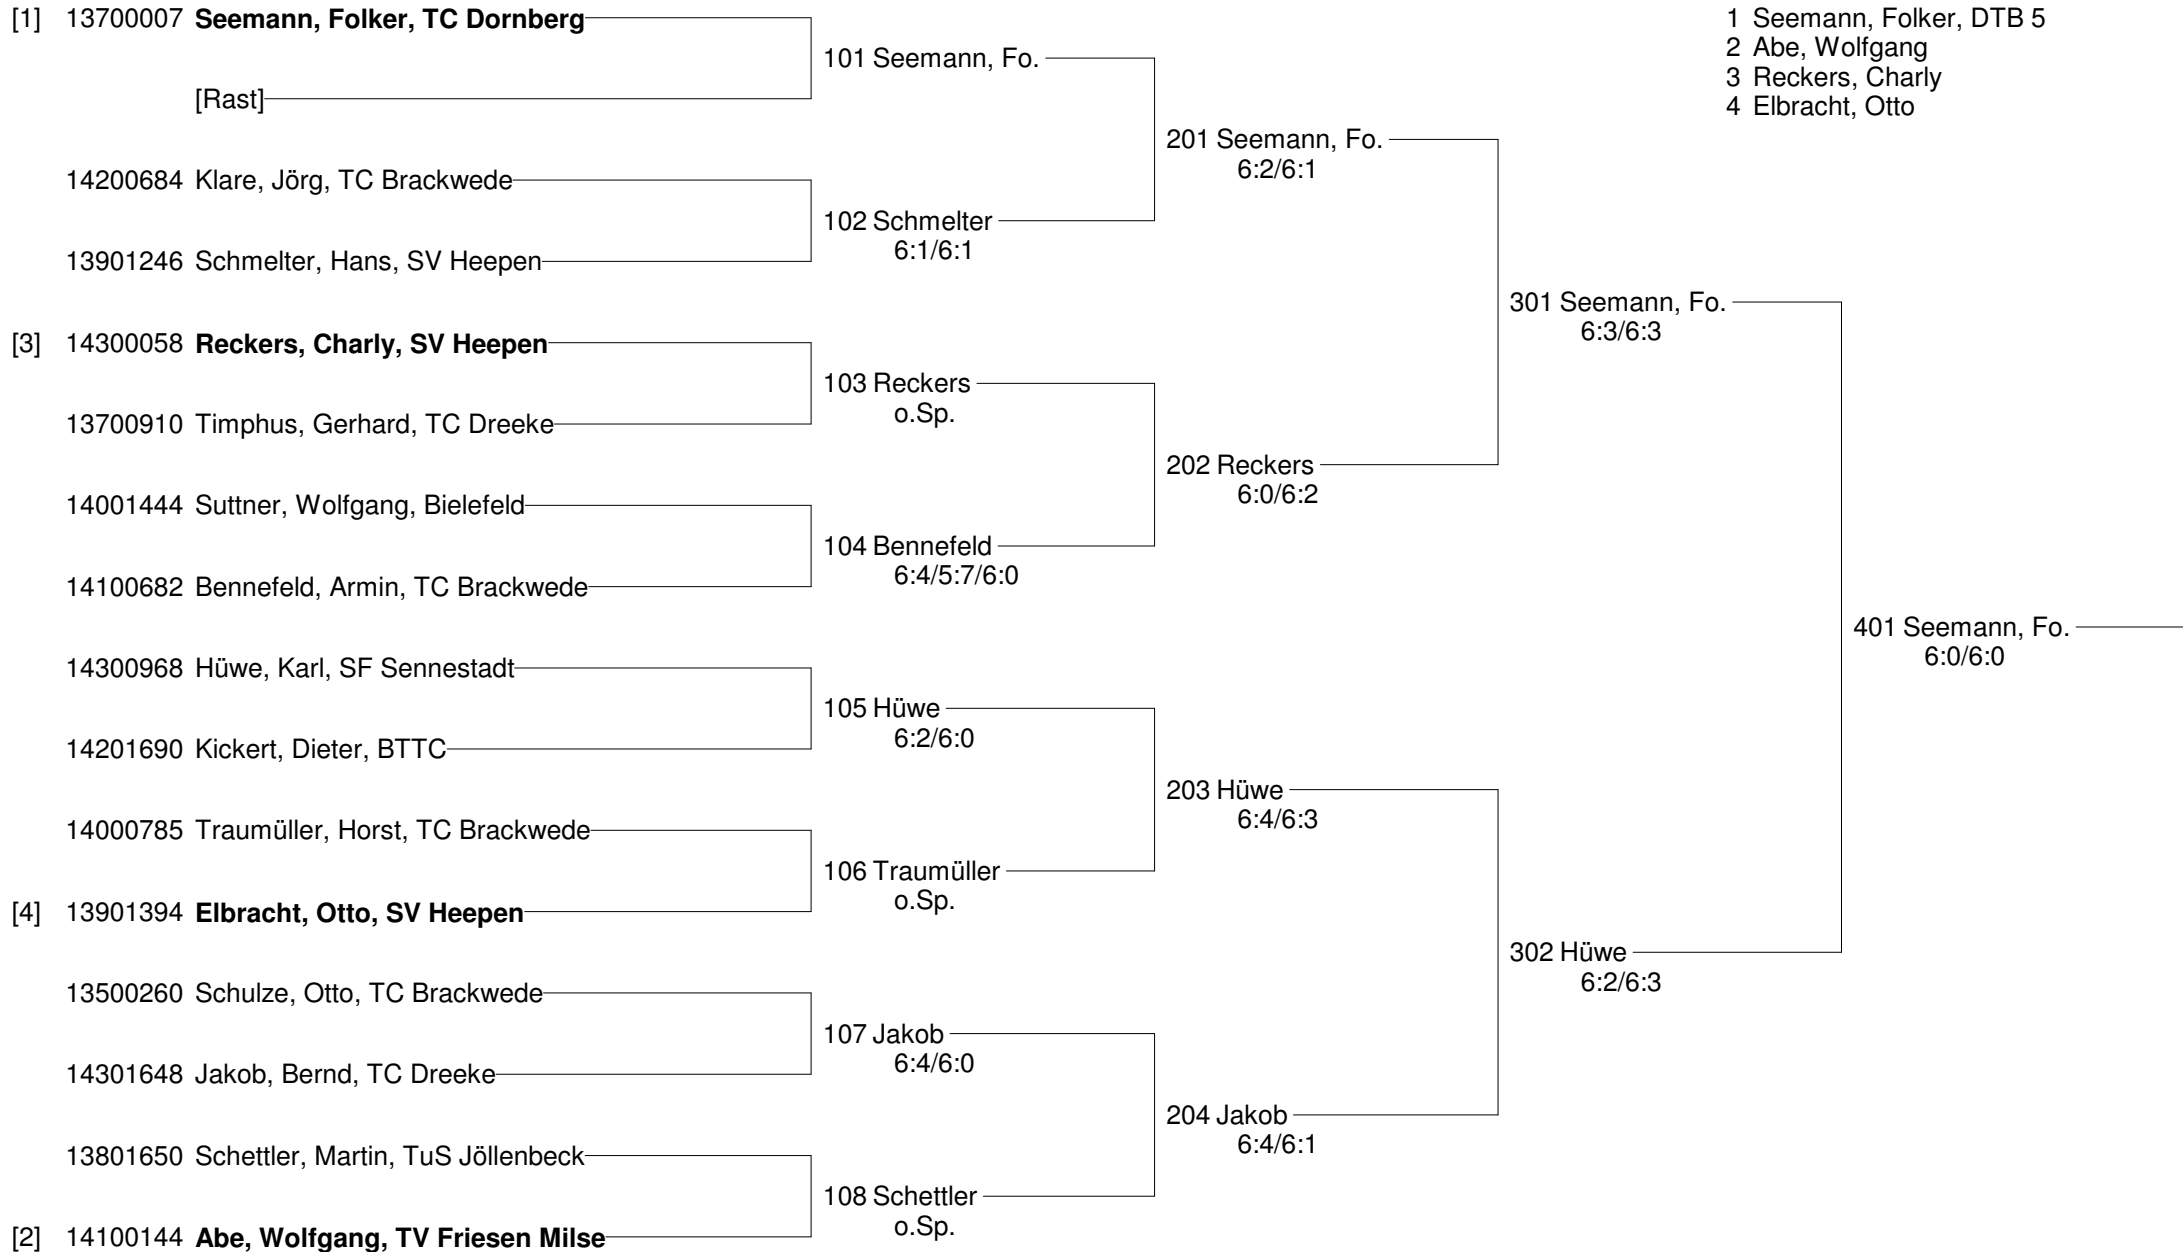 [1] 13700007 Seemann, Folker, TC Dornberg
[Rast]
14200684 Klare, Jörg, TC Brackwede
13901246 Schmelter, Hans, SV Heepen
[3] 14300058 Reckers, Charly, SV Heepen
13700910 Timphus, Gerhard, TC Dreeke
14001444 Suttner, Wolfgang, Bielefeld
14100682 Bennefeld, Armin, TC Brackwede
14300968 Hüwe, Karl, SF Sennestadt
14201690 Kickert, Dieter, BTTC
14000785 Traumüller, Horst, TC Brackwede
[4] 13901394 Elbracht, Otto, SV Heepen
13500260 Schulze, Otto, TC Brackwede
14301648 Jakob, Bernd, TC Dreeke
13801650 Schettler, Martin, TuS Jöllenbeck
[2] 14100144 Abe, Wolfgang, TV Friesen Milse
101 Seemann, Fo.
102 Schmelter
6:1/6:1
103 Reckers
o.Sp.
104 Bennefeld
6:4/5:7/6:0
105 Hüwe
6:2/6:0
106 Traumüller
o.Sp.
107 Jakob
6:4/6:0
108 Schettler
o.Sp.
201 Seemann, Fo.
6:2/6:1
202 Reckers
6:0/6:2
203 Hüwe
6:4/6:3
204 Jakob
6:4/6:1
301 Seemann, Fo.
6:3/6:3
302 Hüwe
6:2/6:3
401 Seemann, Fo.
6:0/6:0
1 Seemann, Folker, DTB 5
2 Abe, Wolfgang
3 Reckers, Charly
4 Elbracht, Otto